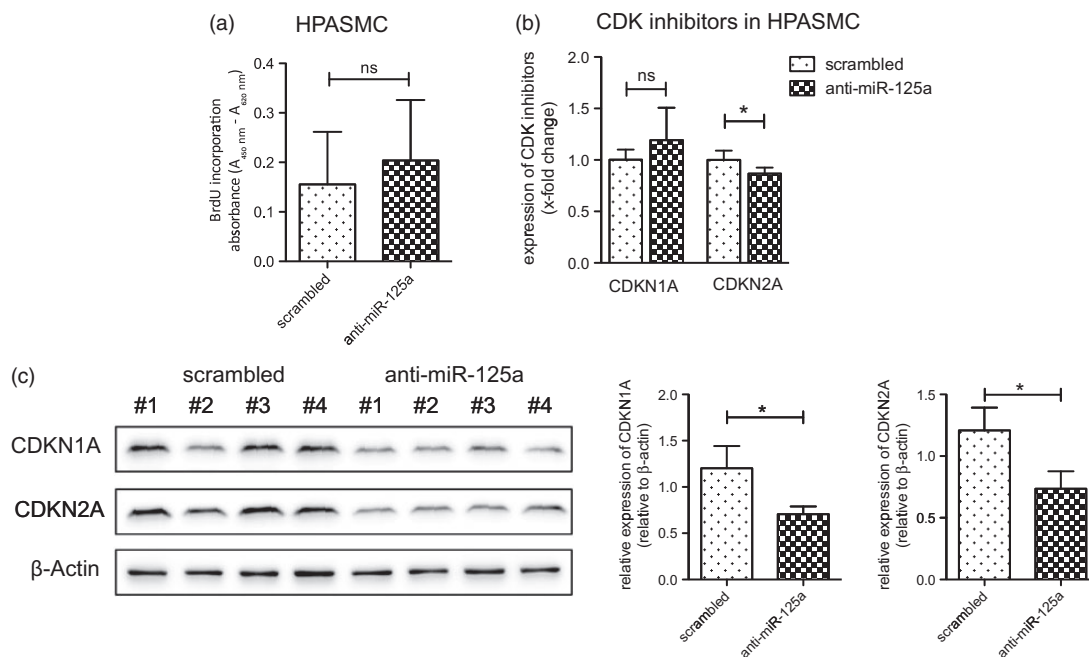 (a)
HPASMC
BrdU incorporation
absorbance (A450 nm - A620 nm)
0.4
0.3
0.2
0.1
0.0
ns
scrambled
anti-miR-125a
(b)
CDK inhibitors in HPASMC
expression of CDK inhibitors
(x-fold change)
2.0
1.5
1.0
0.5
0.0
ns
*
CDKN1A
CDKN2A
scrambled
anti-miR-125a
(c)
scrambled anti-miR-125a
#1 #2 #3 #4 #1 #2 #3 #4
CDKN1A
CDKN2A
β-Actin
relative expression of CDKN1A
(relative to β-actin)
2.0
1.5
1.0
0.5
0.0
*
scrambled
anti-miR-125a
relative expression of CDKN2A
(relative to β-actin)
1.5
1.0
0.5
0.0
*
scrambled
anti-miR-125a